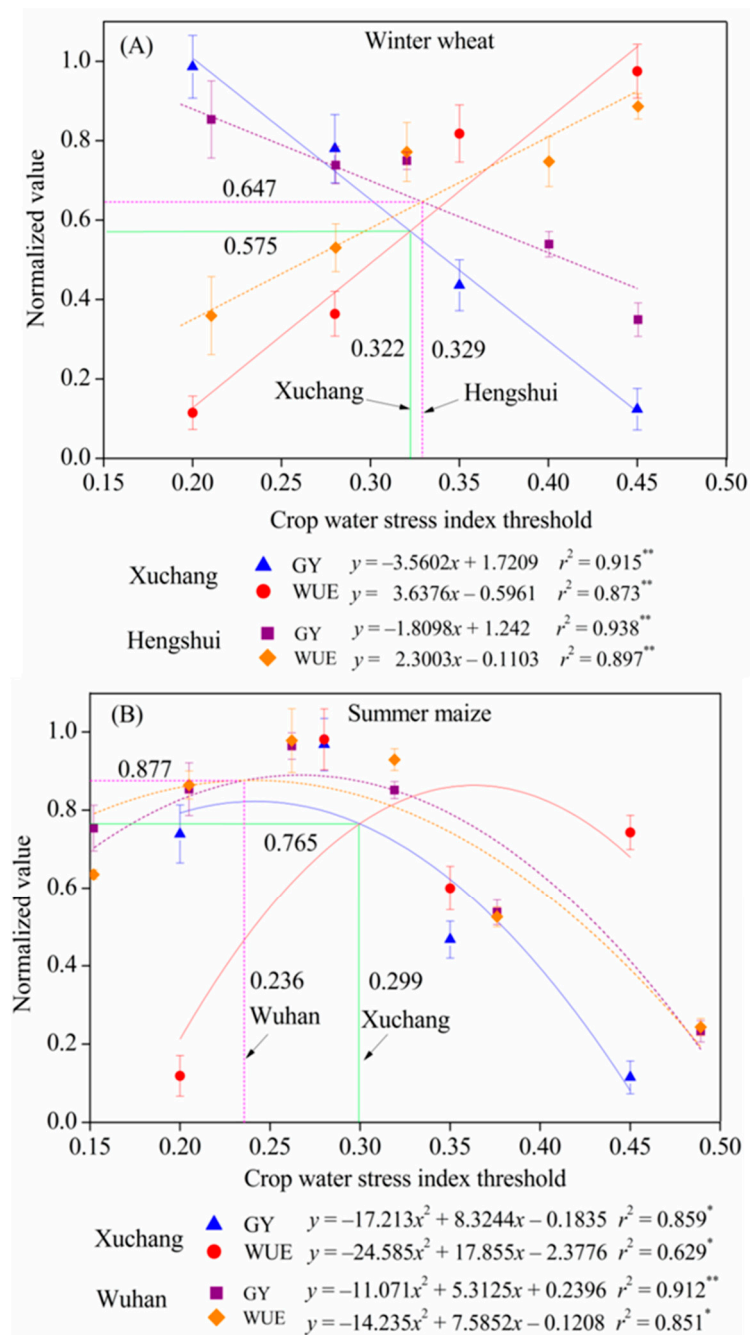 (A) Winter wheat
1.0
0.8
0.6
0.4
0.2
0.0
Normalized value
0.647
0.575
0.322 0.329
Xuchang Hengshui
0.15 0.20 0.25 0.30 0.35 0.40 0.45 0.50
Crop water stress index threshold
Xuchang GY y = –3.5602x + 1.7209 r² = 0.915**
WUE y = 3.6376x – 0.5961 r² = 0.873**
Hengshui GY y = –1.8098x + 1.242 r² = 0.938**
WUE y = 2.3003x – 0.1103 r² = 0.897**
(B) Summer maize
1.0
0.8
0.6
0.4
0.2
0.0
Normalized value
0.877
0.765
0.236 0.299
Wuhan Xuchang
0.15 0.20 0.25 0.30 0.35 0.40 0.45 0.50
Crop water stress index threshold
Xuchang GY y = –17.213x² + 8.3244x – 0.1835 r² = 0.859*
WUE y = –24.585x² + 17.855x – 2.3776 r² = 0.629*
Wuhan GY y = –11.071x² + 5.3125x + 0.2396 r² = 0.912**
WUE y = –14.235x² + 7.5852x – 0.1208 r² = 0.851*